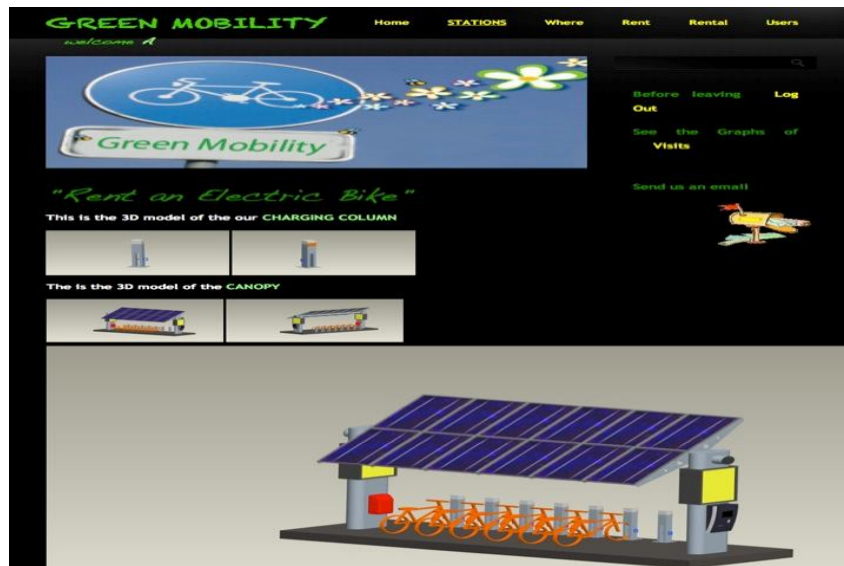 GREEN MOBILITY
Home STATIONS Where Rent Rental Users
welcome A
Green Mobility
Before leaving Log
Out
See the Graphs of
Visits
Send us an email
"Rent an Electric Bike"
This is the 3D model of the our CHARGING COLUMN
The is the 3D model of the CANOPY